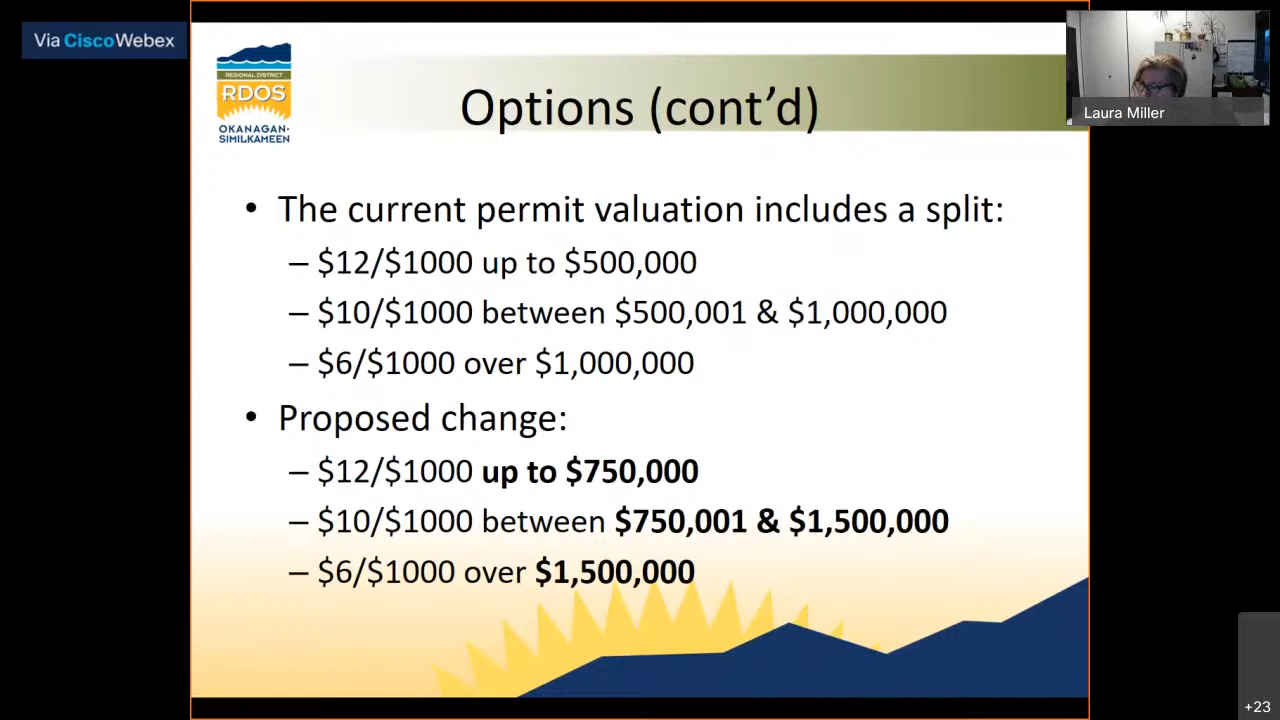 Via CiscoWebex
REGIONAL DISTRICT
RDOS
OKANAGAN-
SIMILKAMEEN
Options (cont’d)
Laura Miller
• The current permit valuation includes a split:
– $12/$1000 up to $500,000
– $10/$1000 between $500,001 & $1,000,000
– $6/$1000 over $1,000,000
• Proposed change:
– $12/$1000 up to $750,000
– $10/$1000 between $750,001 & $1,500,000
– $6/$1000 over $1,500,000
+23